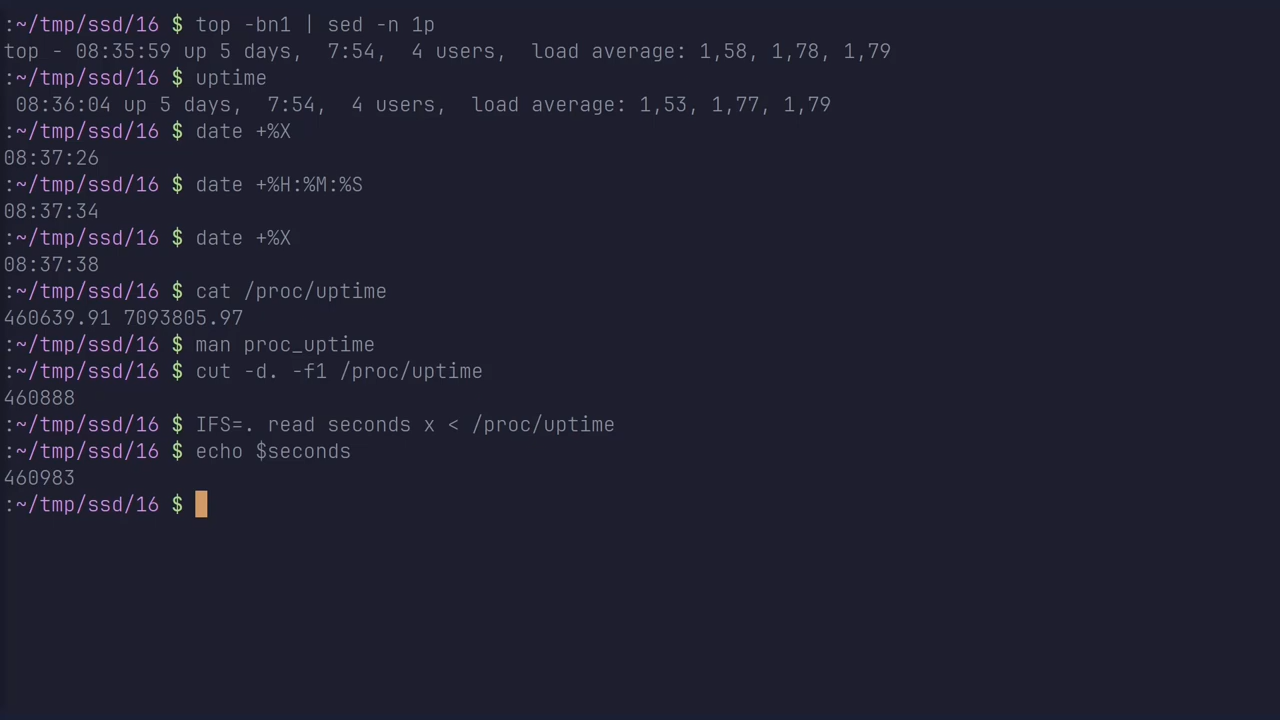 :~/tmp/ssd/16 $ top -bn1 | sed -n 1p
top - 08:35:59 up 5 days,  7:54,  4 users,  load average: 1,58, 1,78, 1,79
:~/tmp/ssd/16 $ uptime
 08:36:04 up 5 days,  7:54,  4 users,  load average: 1,53, 1,77, 1,79
:~/tmp/ssd/16 $ date +%X
08:37:26
:~/tmp/ssd/16 $ date +%H:%M:%S
08:37:34
:~/tmp/ssd/16 $ date +%X
08:37:38
:~/tmp/ssd/16 $ cat /proc/uptime
460639.91 7093805.97
:~/tmp/ssd/16 $ man proc_uptime
:~/tmp/ssd/16 $ cut -d. -f1 /proc/uptime
460888
:~/tmp/ssd/16 $ IFS=. read seconds x < /proc/uptime
:~/tmp/ssd/16 $ echo $seconds
460983
:~/tmp/ssd/16 $